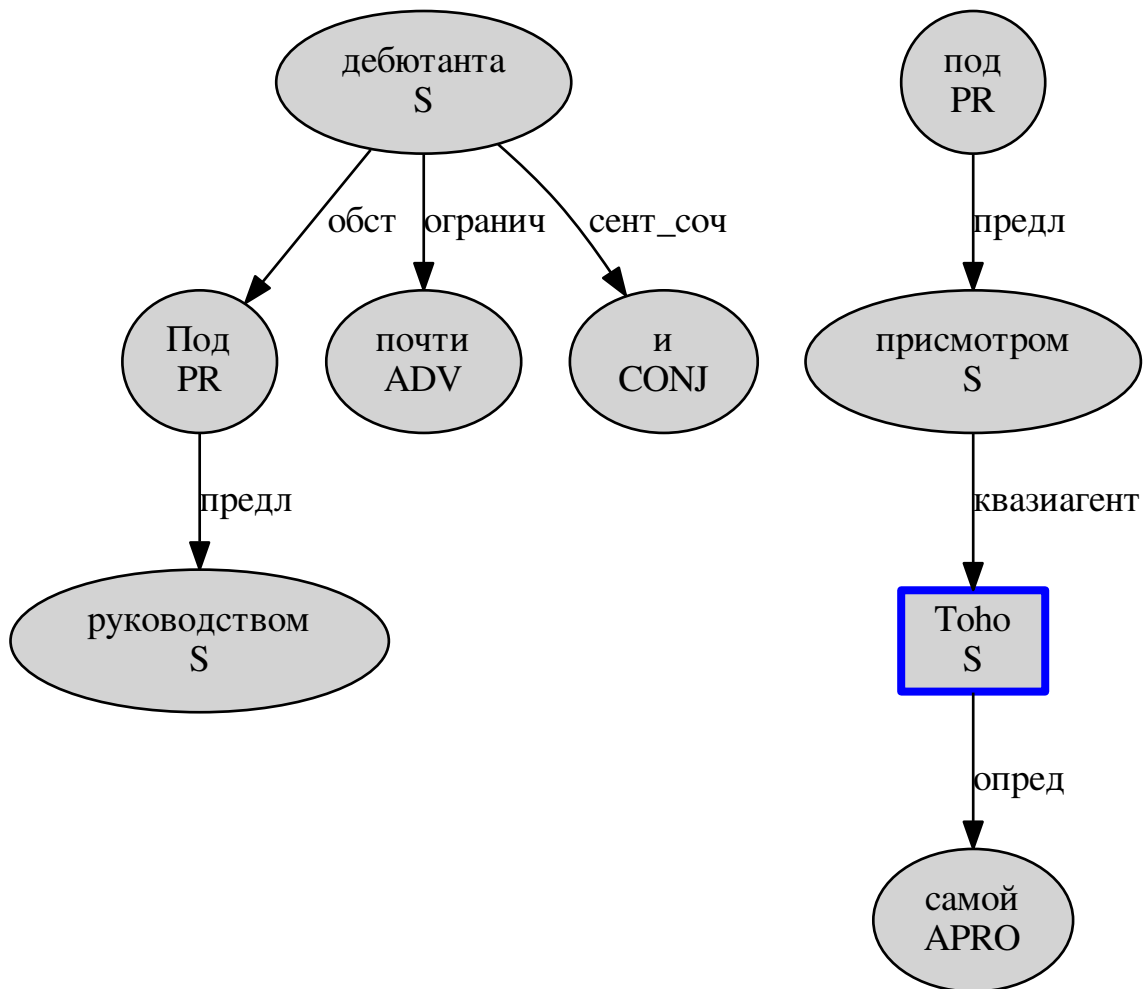 дебютанта
S
под
PR
обст
огранич
сент_соч
предл
Под
PR
почти
ADV
и
CONJ
присмотром
S
предл
квазиагент
руководством
S
Toho
S
опред
самой
APRO